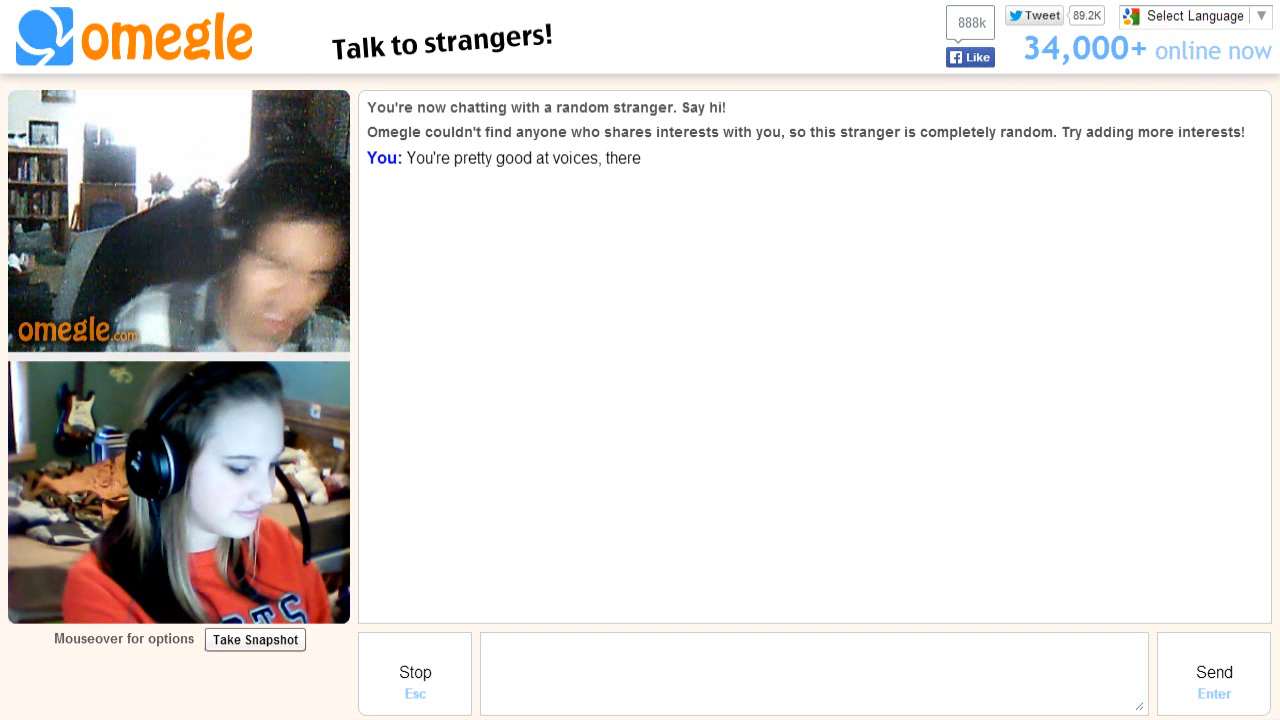 omegle
Talk to strangers!
888k
Like
Tweet
89.2K
Select Language
34,000+ online now
You're now chatting with a random stranger. Say hi!
Omegle couldn't find anyone who shares interests with you, so this stranger is completely random. Try adding more interests!
You: You're pretty good at voices, there
omegle.com
RTS
Mouseover for options
Take Snapshot
Stop
Esc
Send
Enter